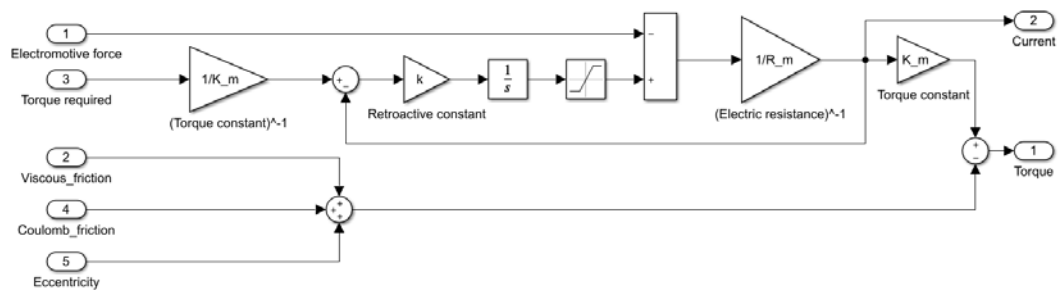 1
Electromotive force
3
Torque required
1/K_m
(Torque constant)^-1
+
−
k
Retroactive constant
1
s
−
+
1/R_m
(Electric resistance)^-1
2
Current
K_m
Torque constant
+
−
1
Torque
2
Viscous_friction
4
Coulomb_friction
5
Eccentricity
+
+
+